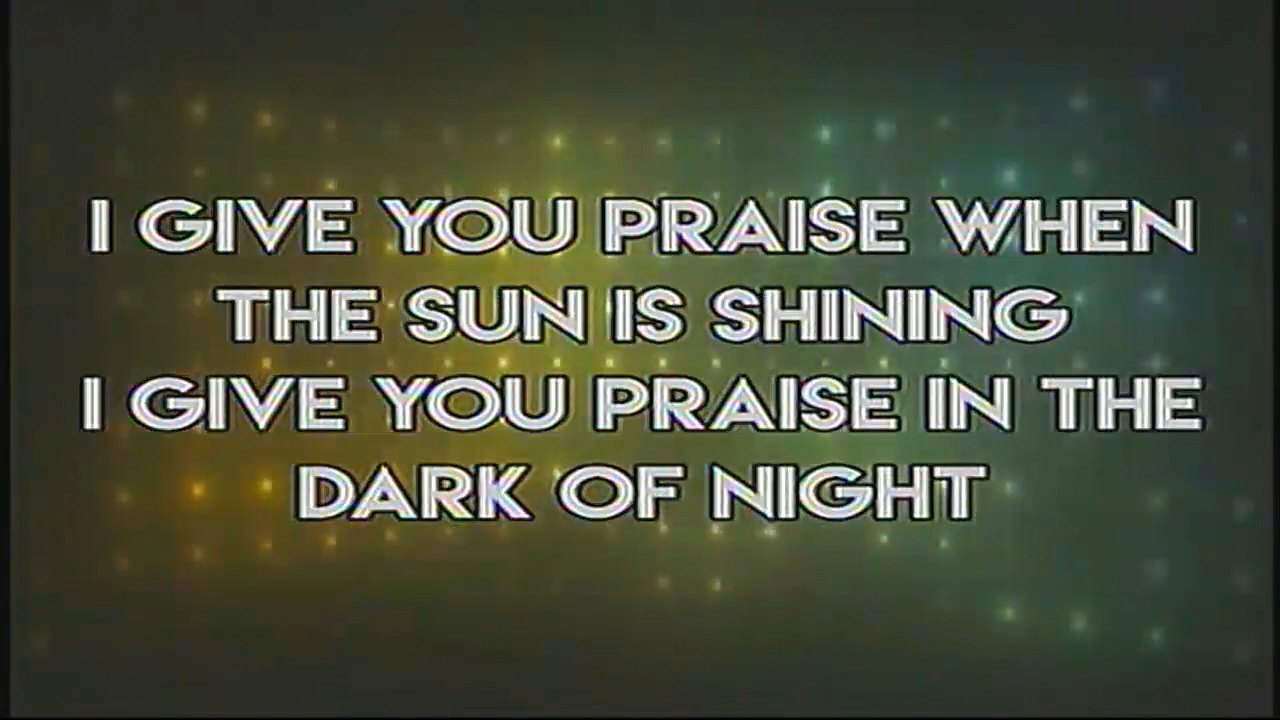 I GIVE YOU PRAISE WHEN
THE SUN IS SHINING
I GIVE YOU PRAISE IN THE
DARK OF NIGHT